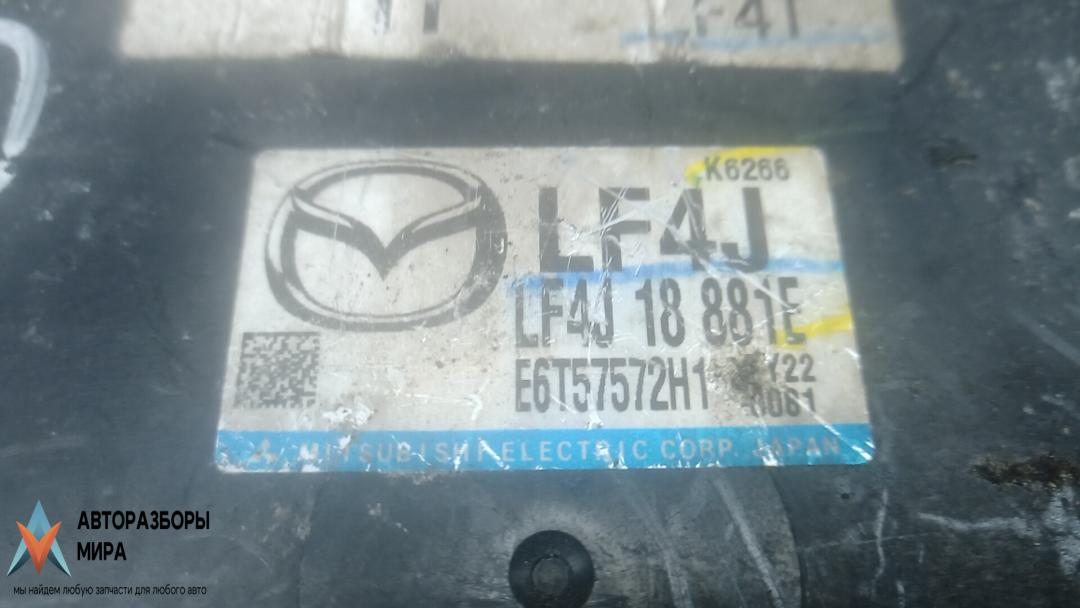 F4T
K6266
LF4J
LF4J 18 881E
E6T57572H1 Y22
MITSUBISHI ELECTRIC CORP. JAPAN
АВТОРАЗБОРЫ
МИРА
мы найдем любую запчасти для любого авто